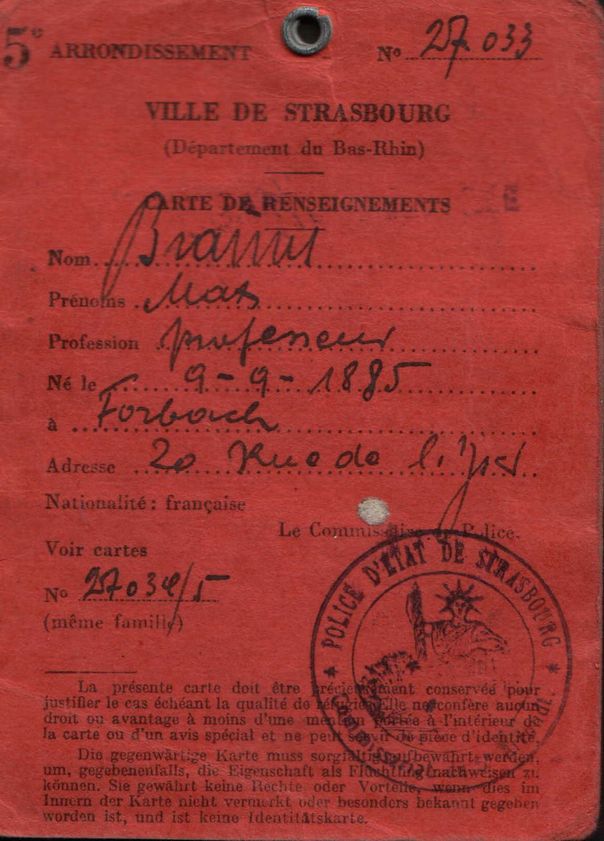 5e ARRONDISSEMENT No 27 033
VILLE DE STRASBOURG
(Département du Bas-Rhin)
CARTE DE RENSEIGNEMENTS
Nom
Prénoms Max
Profession professeur
Né le 9-9-1885
à Forbach
Adresse 20 Rue de l'
Nationalité : française
Le Commissaire de Police.
Voir cartes
No 27034/5
(même famille)
POLICE D'ETAT DE STRASBOURG
La présente carte doit être précieusement conservée pour
justifier le cas échéant la qualité de réfugié. Elle ne confère aucun
droit ou avantage à moins d'une mention portée à l'intérieur de
la carte ou d'un avis spécial et ne peut servir de pièce d'identité.
Die gegenwärtige Karte muss sorgfältig aufbewahrt werden,
um, gegebenenfalls, die Eigenschaft als Flüchtling nachweisen zu
können. Sie gewährt keine Rechte oder Vorteile, wenn dies im
Innern der Karte nicht vermerkt oder besonders bekannt gegeben
worden ist, und ist keine Identitätskarte.